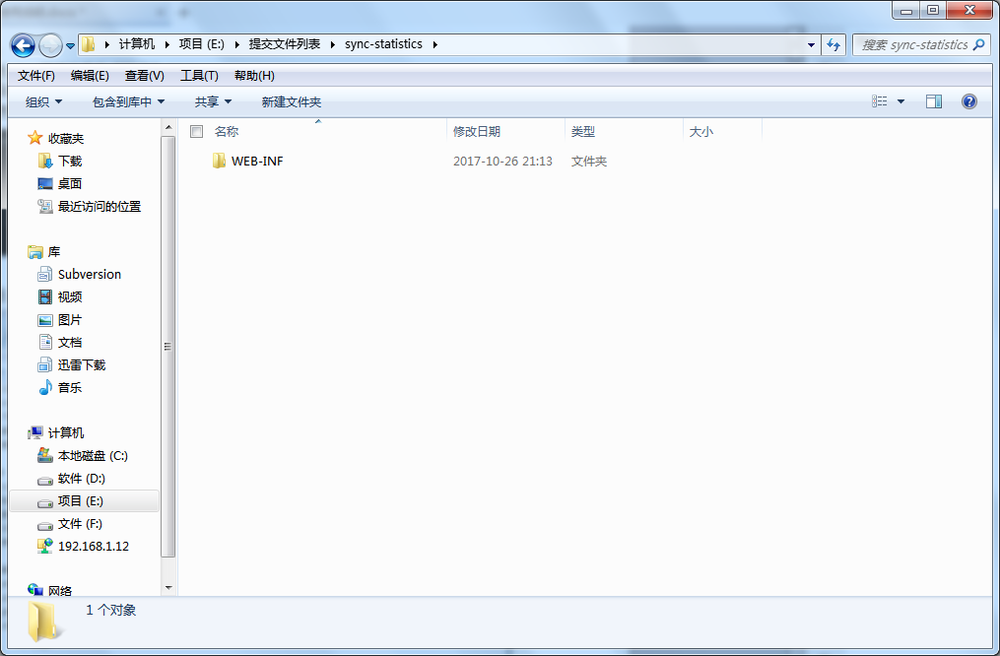 计算机 项目 (E:) 提交文件列表 sync-statistics
搜索 sync-statistics
文件(F) 编辑(E) 查看(V) 工具(T) 帮助(H)
组织 包含到库中 共享 新建文件夹
收藏夹
下载
桌面
最近访问的位置
库
Subversion
视频
图片
文档
迅雷下载
音乐
计算机
本地磁盘 (C:)
软件 (D:)
项目 (E:)
文件 (F:)
192.168.1.12
网络
名称 修改日期 类型 大小
WEB-INF 2017-10-26 21:13 文件夹
1 个对象